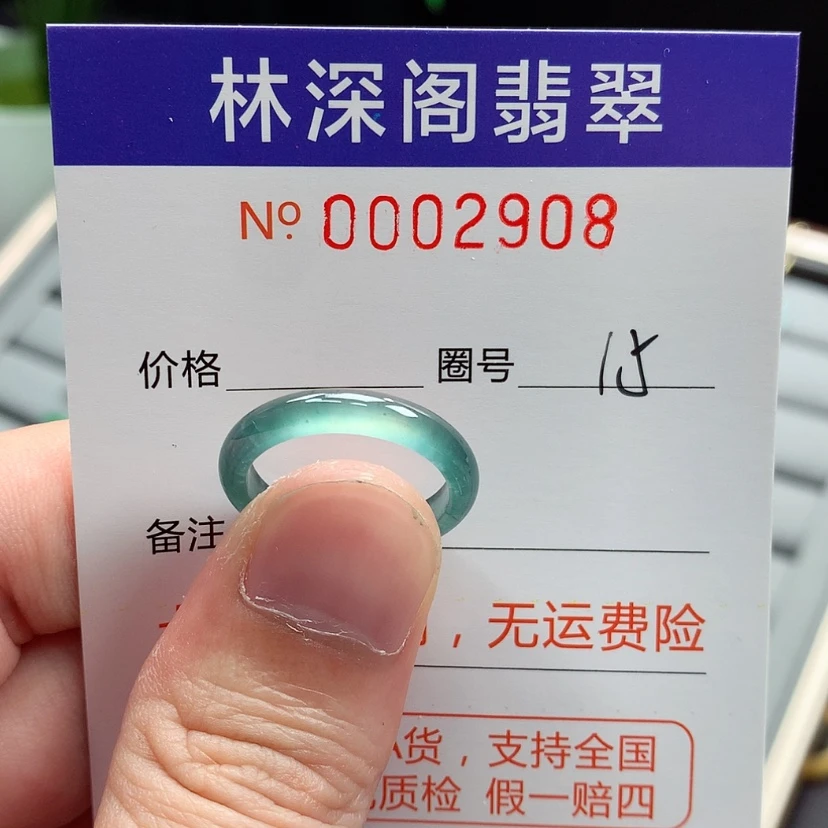 林深阁翡翠
Nº 0002908
价格 圈号 15
备注
，无运费险
A货，支持全国
质检 假一赔四